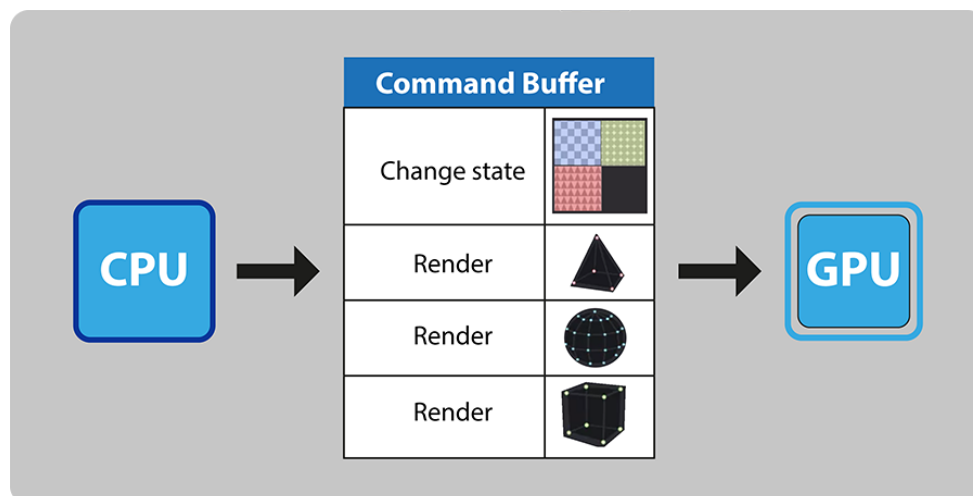 Command Buffer
Change state
CPU
Render
GPU
Render
Render